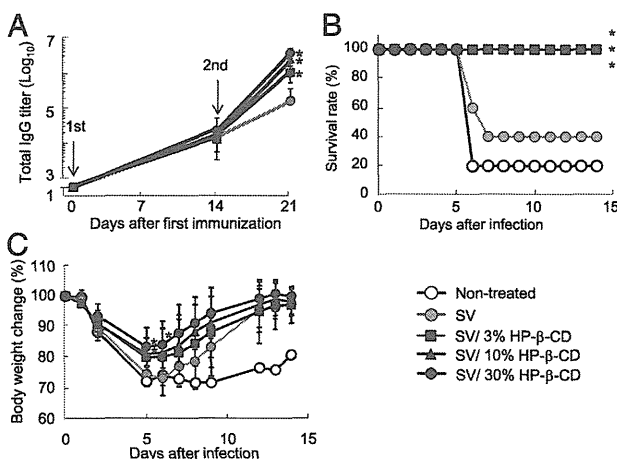 A
Total IgG titer (Log10)
7
5
3
1
1st
2nd
*
*
*
0 7 14 21
Days after first immunization
B
Survival rate (%)
100
80
60
40
20
0
*
*
*
0 5 10 15
Days after infection
C
Body weight change (%)
110
100
90
80
70
60
*
*
0 5 10 15
Days after infection
Non-treated
SV
SV/ 3% HP-β-CD
SV/ 10% HP-β-CD
SV/ 30% HP-β-CD